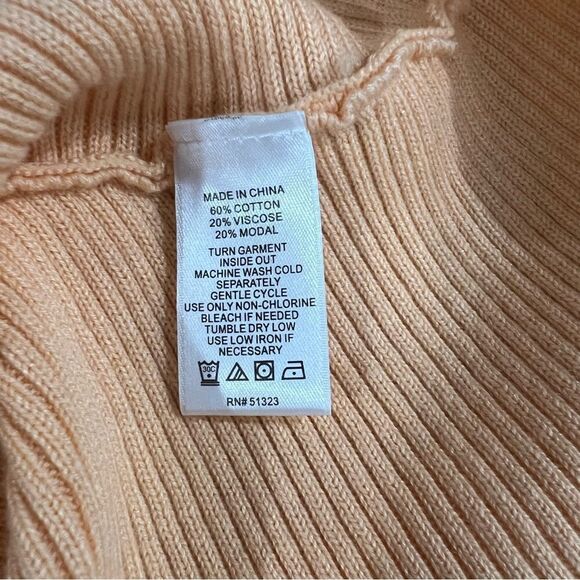 MADE IN CHINA
60% COTTON
20% VISCOSE
20% MODAL
TURN GARMENT
INSIDE OUT
MACHINE WASH COLD
SEPARATELY
GENTLE CYCLE
USE ONLY NON-CHLORINE
BLEACH IF NEEDED
TUMBLE DRY LOW
USE LOW IRON IF
NECESSARY
30C
RN# 51323